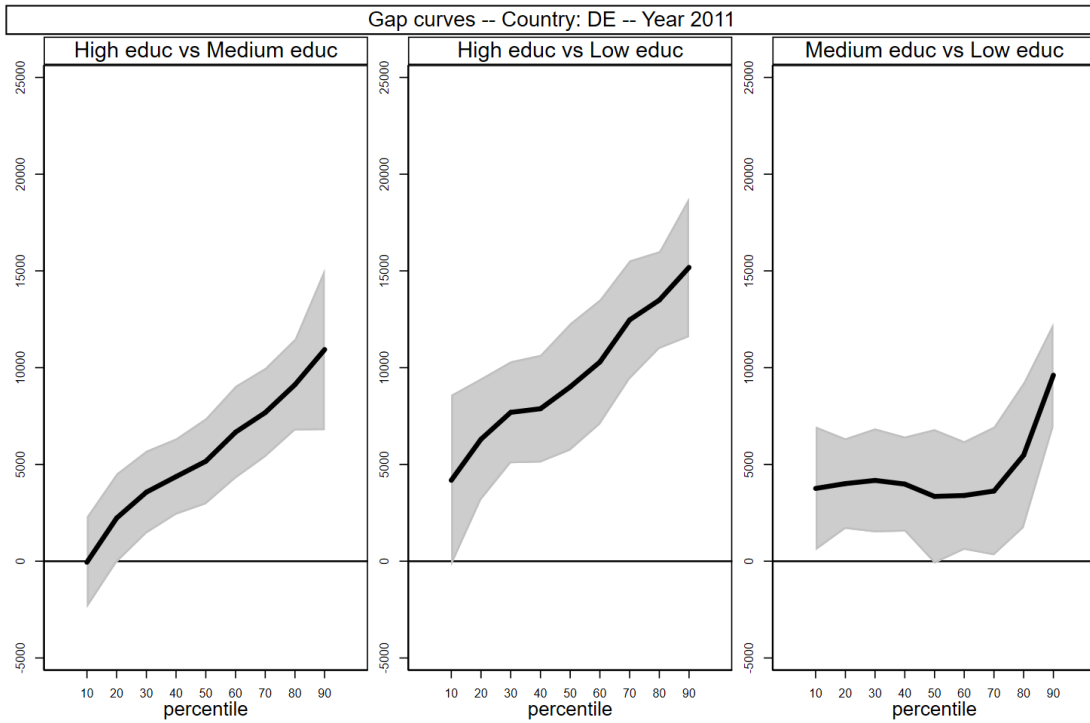 Gap curves -- Country: DE -- Year 2011
High educ vs Medium educ
25000
20000
15000
10000
5000
0
-5000
10 20 30 40 50 60 70 80 90
percentile
High educ vs Low educ
25000
20000
15000
10000
5000
0
-5000
10 20 30 40 50 60 70 80 90
percentile
Medium educ vs Low educ
25000
20000
15000
10000
5000
0
-5000
10 20 30 40 50 60 70 80 90
percentile